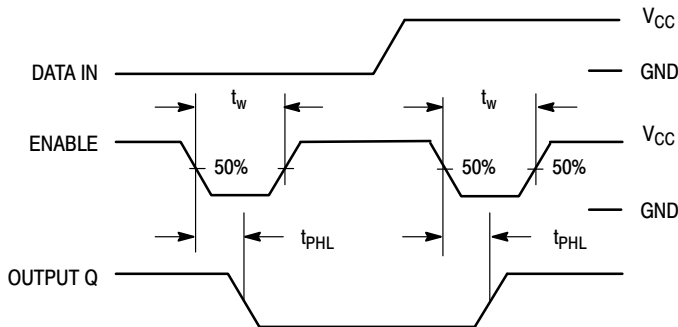 V_CC
DATA IN
GND
t_w
t_w
ENABLE
V_CC
50%
50%
50%
GND
t_PHL
t_PHL
OUTPUT Q